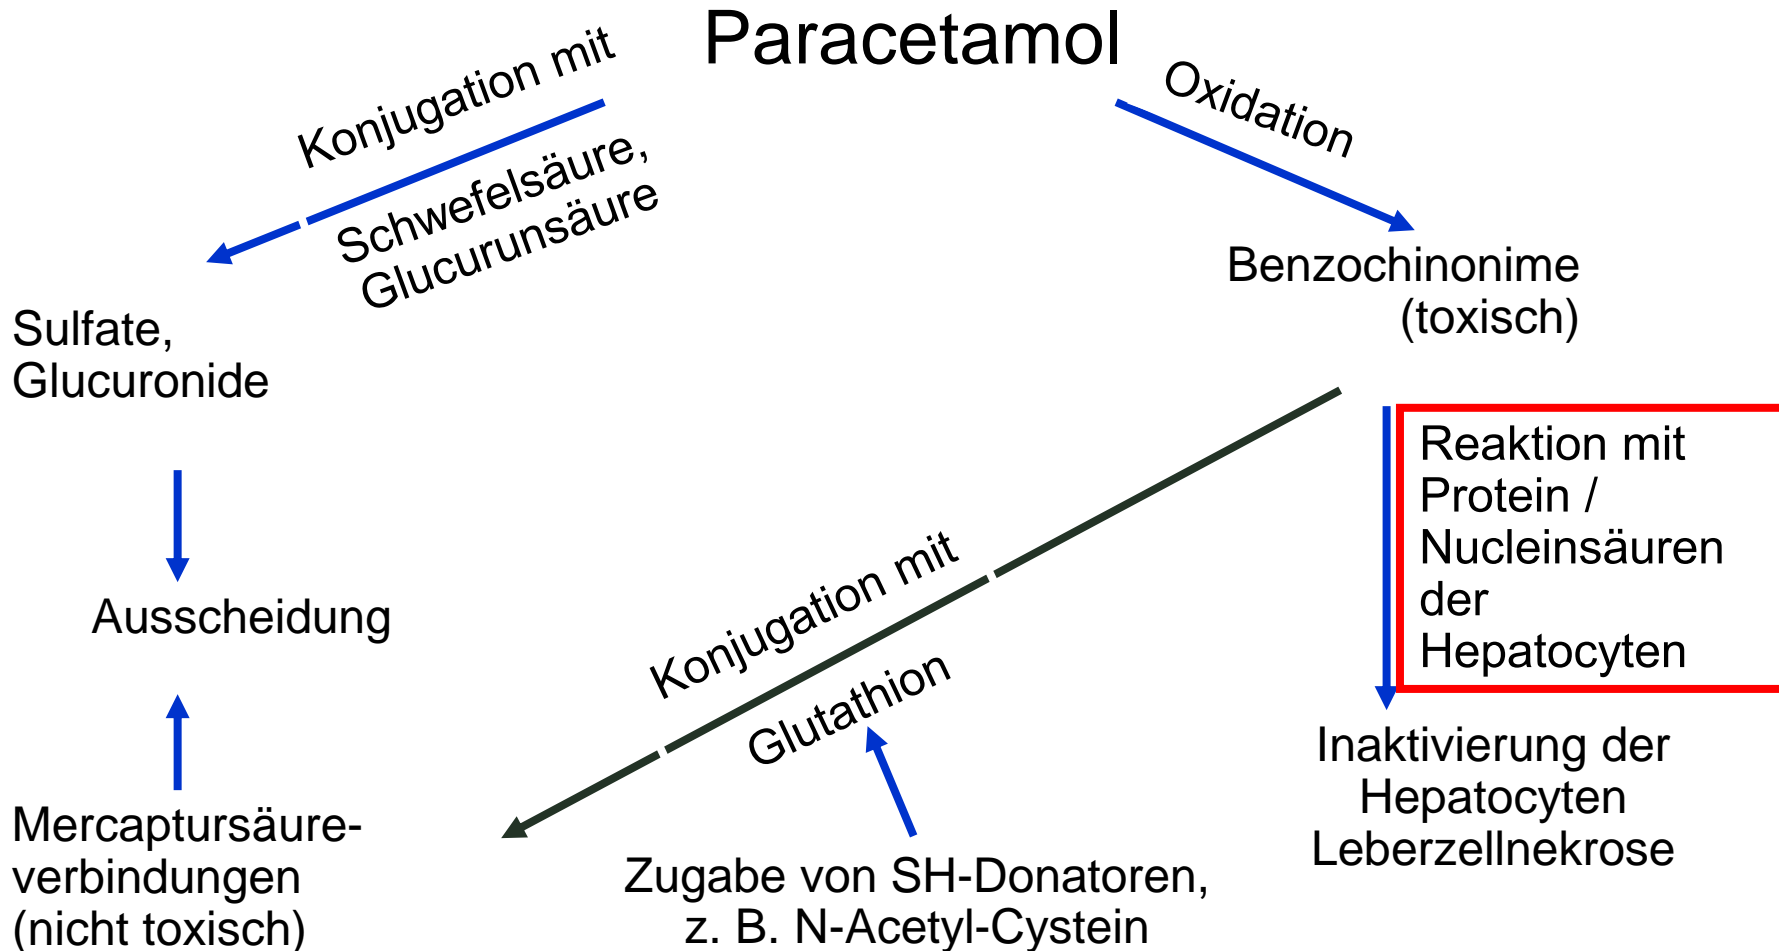 Paracetamol
Konjugation mit
Schwefelsäure,
Glucurunsäure
Oxidation
Sulfate,
Glucuronide
Benzochinonime
(toxisch)
Reaktion mit
Protein /
Nucleinsäuren
der
Hepatocyten
Ausscheidung
Konjugation mit
Glutathion
Inaktivierung der
Hepatocyten
Leberzellnekrose
Mercaptursäure-
verbindungen
(nicht toxisch)
Zugabe von SH-Donatoren,
z. B. N-Acetyl-Cystein